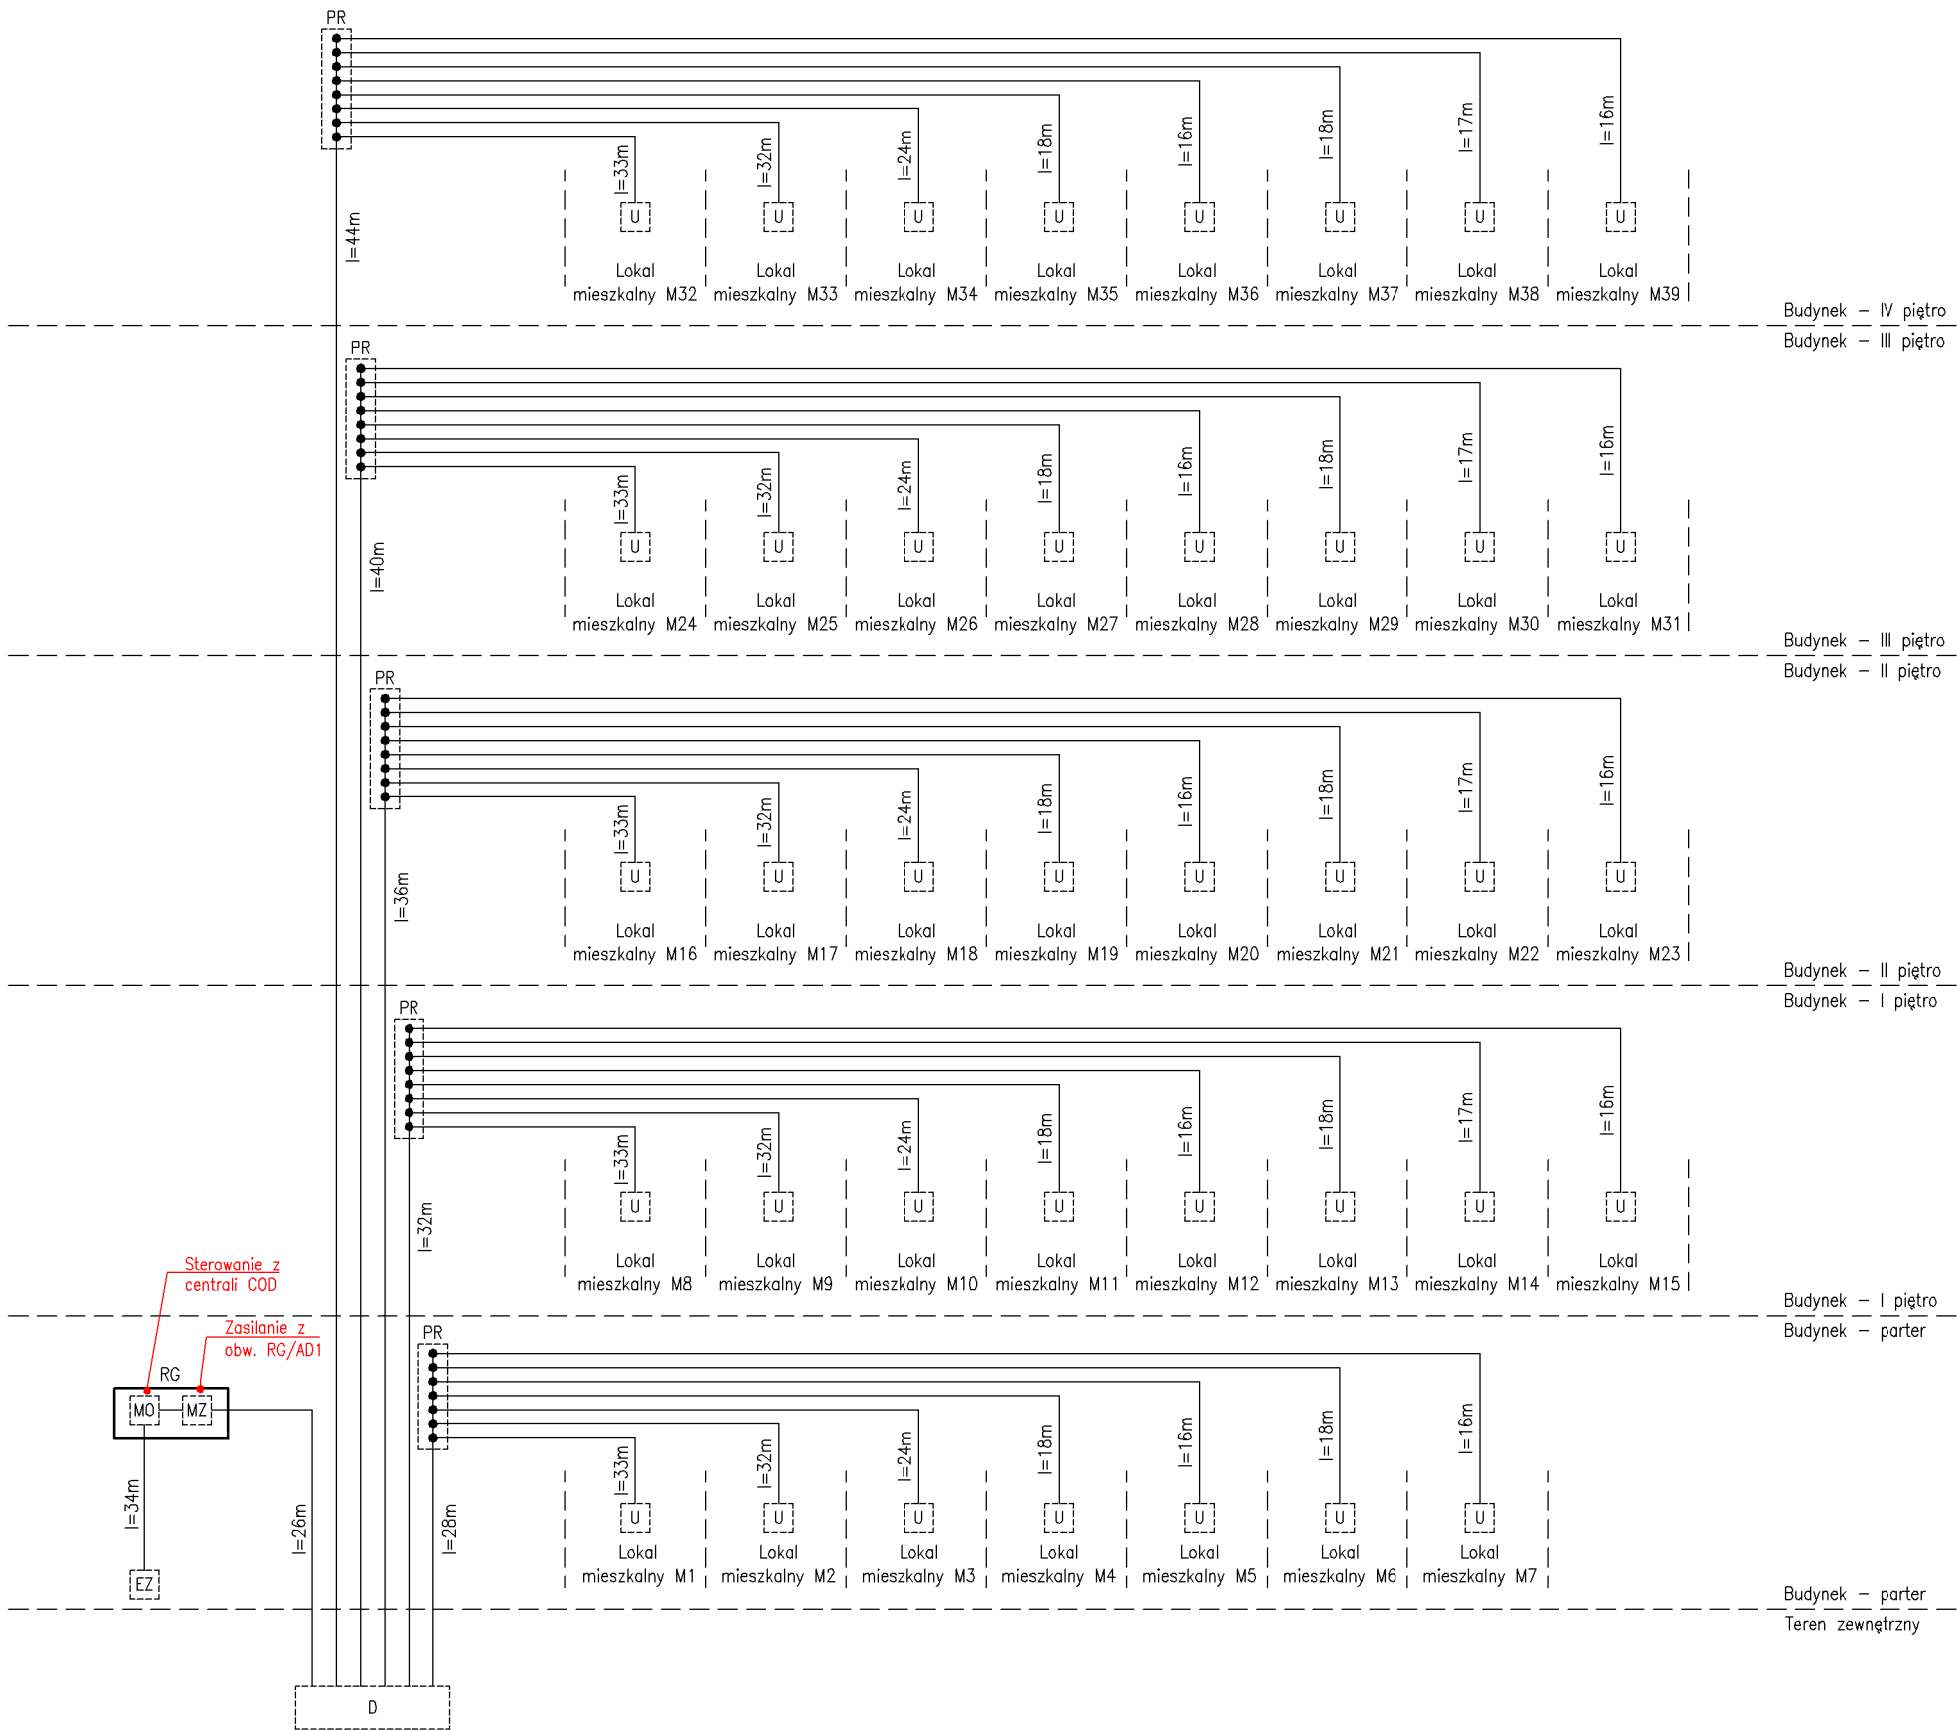 PR
l=33m
l=32m
l=24m
l=18m
l=16m
l=18m
l=17m
l=16m
U U U U U U U U
l=44m
Lokal
mieszkalny M32
Lokal
mieszkalny M33
Lokal
mieszkalny M34
Lokal
mieszkalny M35
Lokal
mieszkalny M36
Lokal
mieszkalny M37
Lokal
mieszkalny M38
Lokal
mieszkalny M39
Budynek – IV piętro
Budynek – III piętro
PR
l=33m
l=32m
l=24m
l=18m
l=16m
l=18m
l=17m
l=16m
U U U U U U U U
l=40m
Lokal
mieszkalny M24
Lokal
mieszkalny M25
Lokal
mieszkalny M26
Lokal
mieszkalny M27
Lokal
mieszkalny M28
Lokal
mieszkalny M29
Lokal
mieszkalny M30
Lokal
mieszkalny M31
Budynek – III piętro
Budynek – II piętro
PR
l=33m
l=32m
l=24m
l=18m
l=16m
l=18m
l=17m
l=16m
U U U U U U U U
l=36m
Lokal
mieszkalny M16
Lokal
mieszkalny M17
Lokal
mieszkalny M18
Lokal
mieszkalny M19
Lokal
mieszkalny M20
Lokal
mieszkalny M21
Lokal
mieszkalny M22
Lokal
mieszkalny M23
Budynek – II piętro
Budynek – I piętro
PR
l=33m
l=32m
l=24m
l=18m
l=16m
l=18m
l=17m
l=16m
U U U U U U U U
l=32m
Lokal
mieszkalny M8
Lokal
mieszkalny M9
Lokal
mieszkalny M10
Lokal
mieszkalny M11
Lokal
mieszkalny M12
Lokal
mieszkalny M13
Lokal
mieszkalny M14
Lokal
mieszkalny M15
Sterowanie z
centrali COD
Budynek – I piętro
Budynek – parter
Zasilanie z
obw. RG/AD1
RG
MO
MZ
PR
l=33m
l=32m
l=24m
l=18m
l=16m
l=18m
l=16m
U U U U U U U
l=34m
l=26m
l=28m
EZ
Lokal
mieszkalny M1
Lokal
mieszkalny M2
Lokal
mieszkalny M3
Lokal
mieszkalny M4
Lokal
mieszkalny M5
Lokal
mieszkalny M6
Lokal
mieszkalny M7
Budynek – parter
Teren zewnętrzny
D